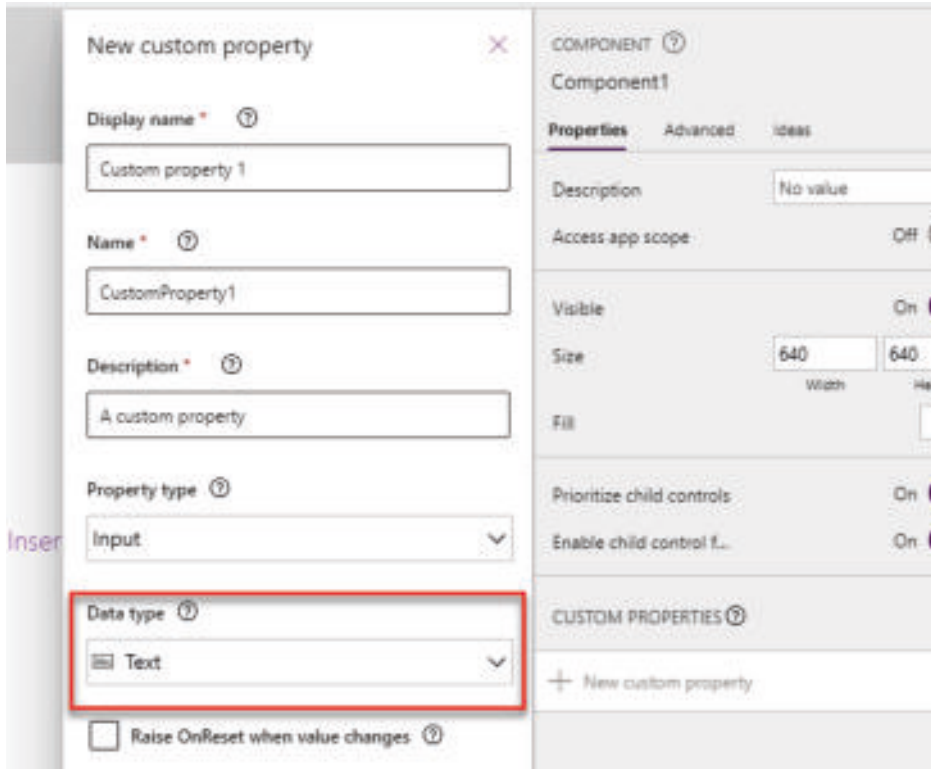 New custom property
Display name *
Custom property 1
Name *
CustomProperty1
Description *
A custom property
Property type
Input
Data type
Text
Raise OnReset when value changes
Inser
COMPONENT
Component1
Properties Advanced Ideas
Description No value
Access app scope Off
Visible On
Size 640 640
Width He
Fill
Prioritize child controls On
Enable child control f... On
CUSTOM PROPERTIES
+ New custom property